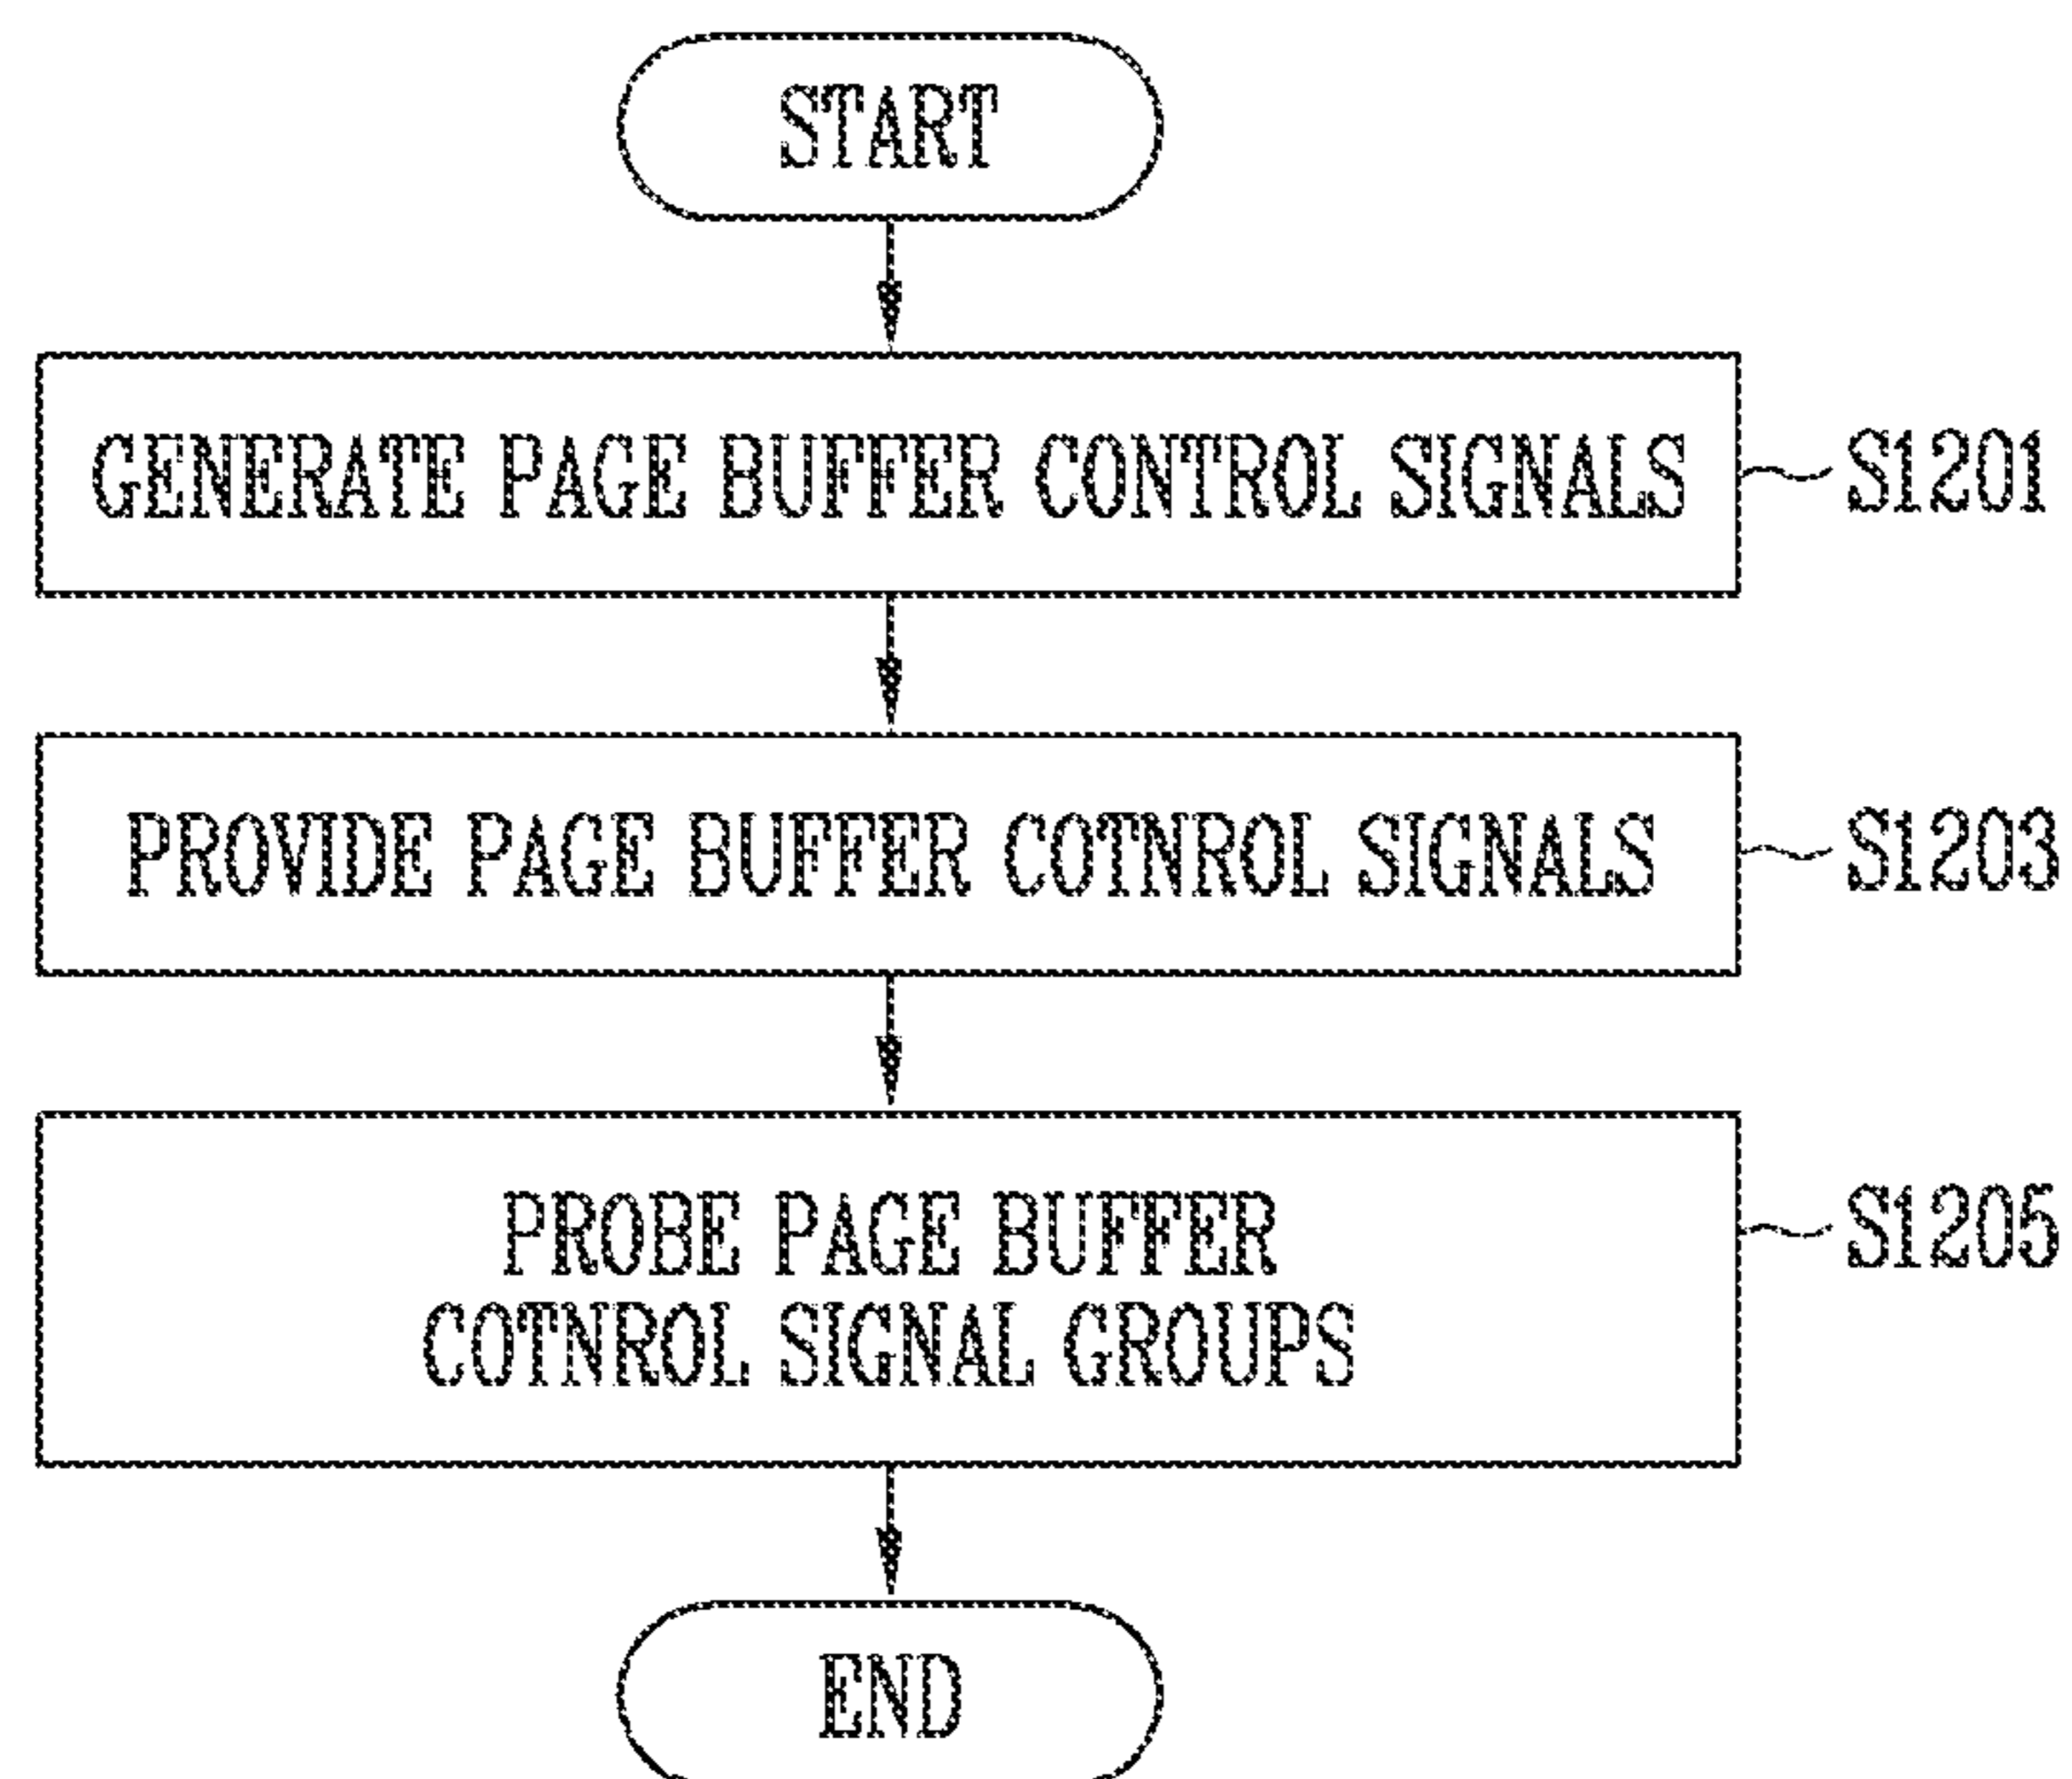 START
GENERATE PAGE BUFFER CONTROL SIGNALS
S1201
PROVIDE PAGE BUFFER COTNROL SIGNALS
S1203
PROBE PAGE BUFFER
COTNROL SIGNAL GROUPS
S1205
END